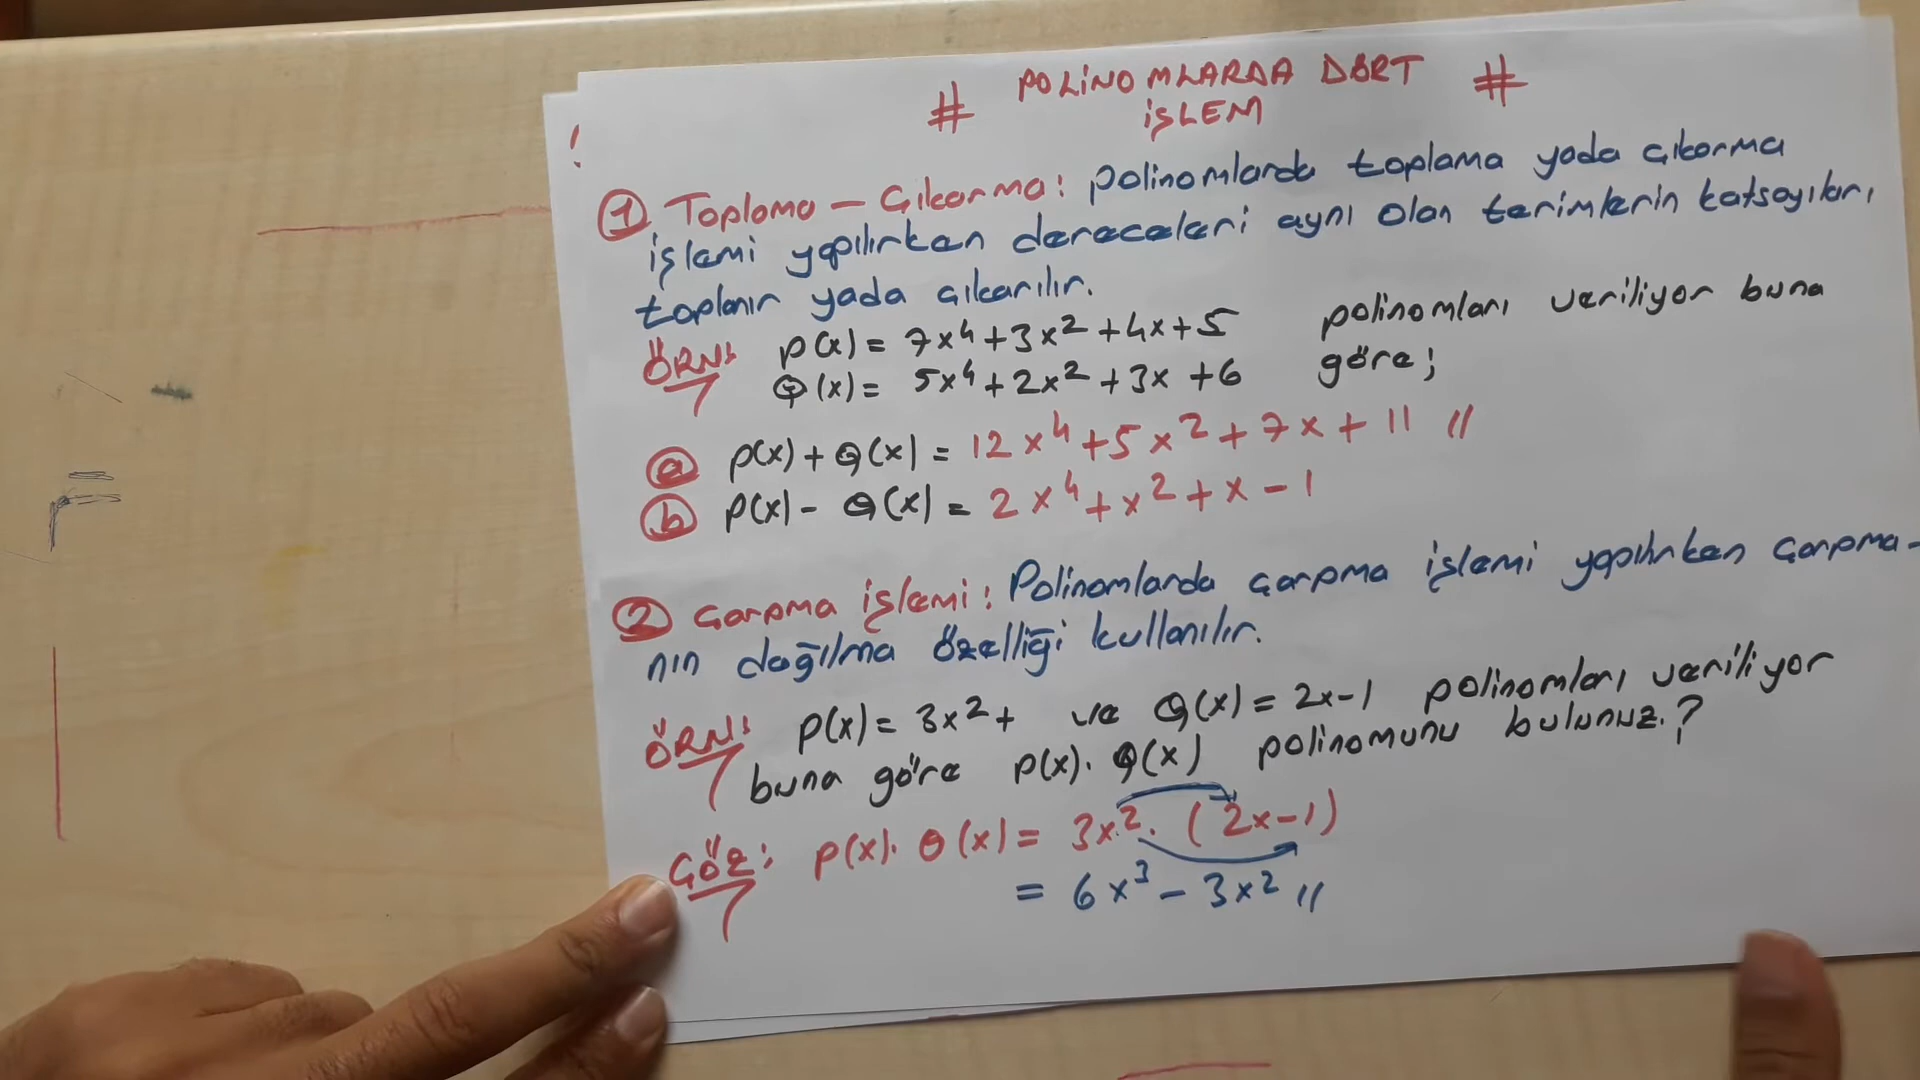 # POLİNOMLARDA DÖRT #
İŞLEM
① Toplama – Çıkarma: polinomlarda toplama yada çıkarma
işlemi yapılırken dereceleri aynı olan terimlerin katsayıları
toplanır yada çıkarılır.
ÖRN: P(x) = 7x⁴+3x²+4x+5 polinomları veriliyor buna
Q(x) = 5x⁴+2x²+3x+6 göre;
ⓐ P(x)+Q(x) = 12x⁴+5x²+7x+11 //
ⓑ P(x)- Q(x) = 2x⁴+x²+x-1
② Çarpma işlemi: Polinomlarda çarpma işlemi yapılırken çarpma-
nın dağılma özelliği kullanılır.
ÖRN: P(x) = 3x²+ ve Q(x) = 2x-1 polinomları veriliyor
buna göre P(x). Q(x) polinomunu bulunuz.?
ÇÖZ: P(x). Q(x) = 3x². (2x-1)
= 6x³ - 3x² //